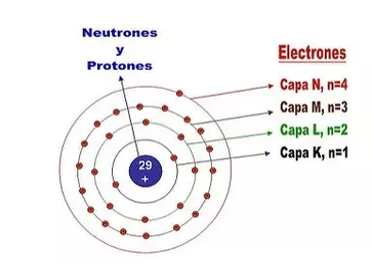 Neutrones
y
Protones
Electrones
Capa N, n=4
Capa M, n=3
Capa L, n=2
Capa K, n=1
29
+